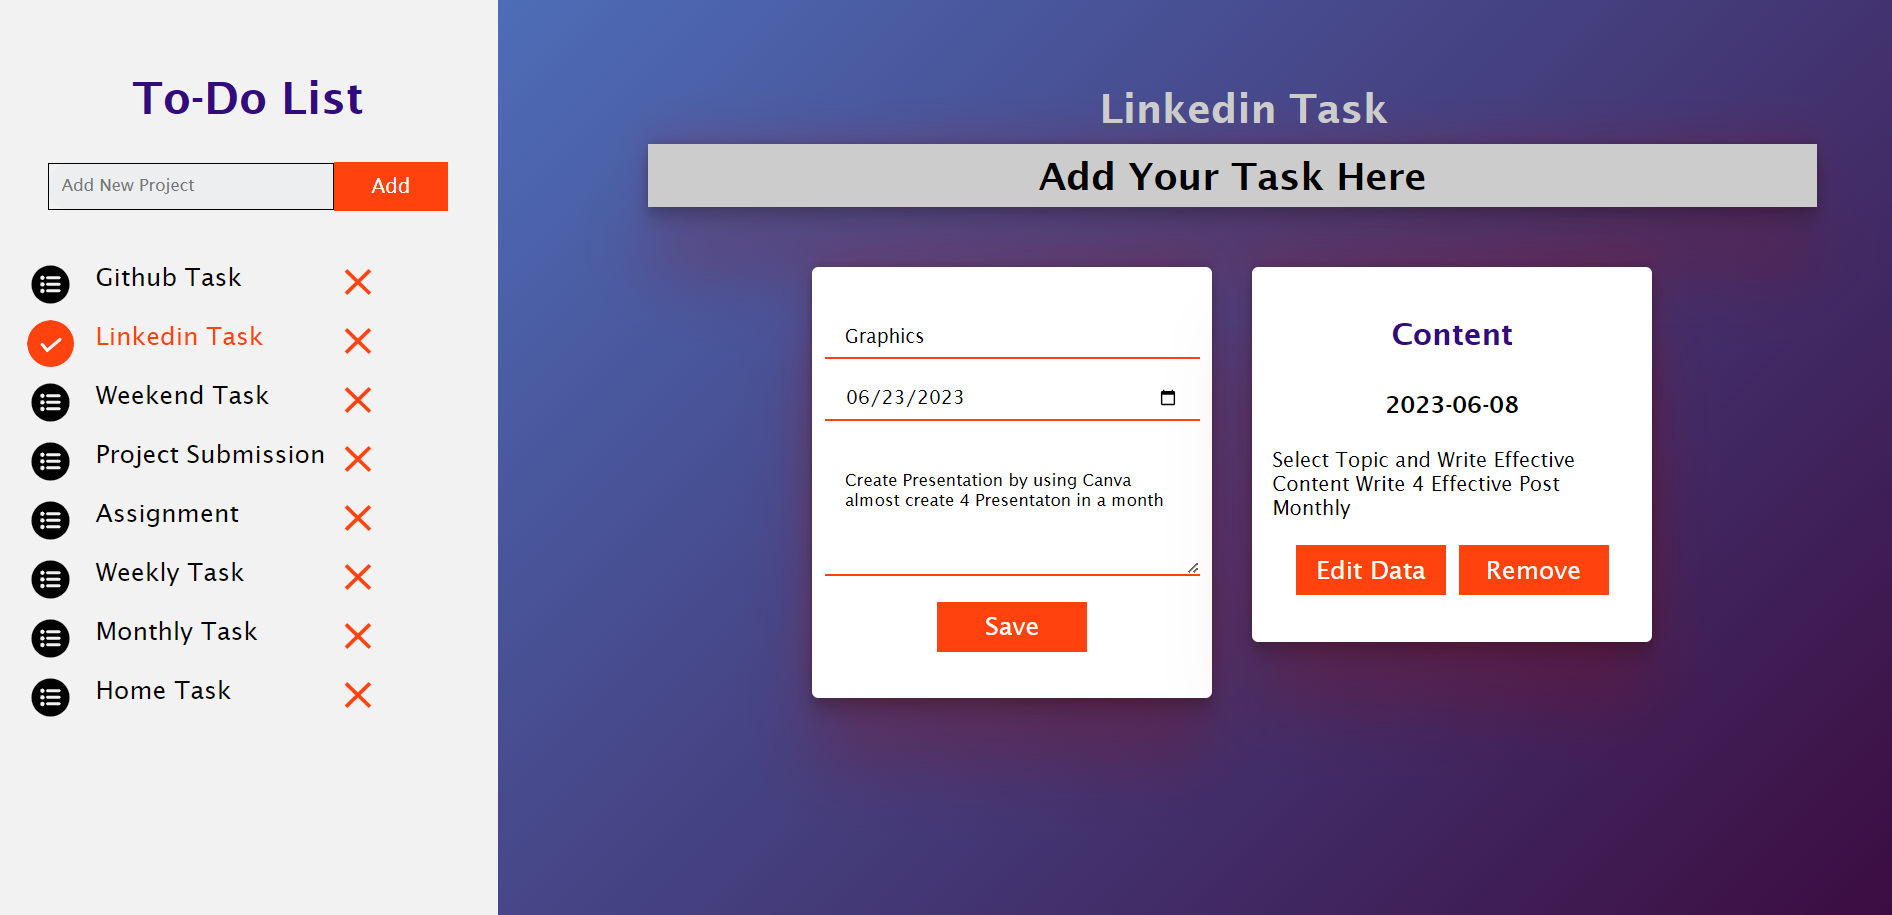 To-Do List
Add New Project
Add
Github Task
Linkedin Task
Weekend Task
Project Submission
Assignment
Weekly Task
Monthly Task
Home Task
Linkedin Task
Add Your Task Here
Graphics
06/23/2023
Create Presentation by using Canva
almost create 4 Presentaton in a month
Save
Content
2023-06-08
Select Topic and Write Effective
Content Write 4 Effective Post
Monthly
Edit Data
Remove